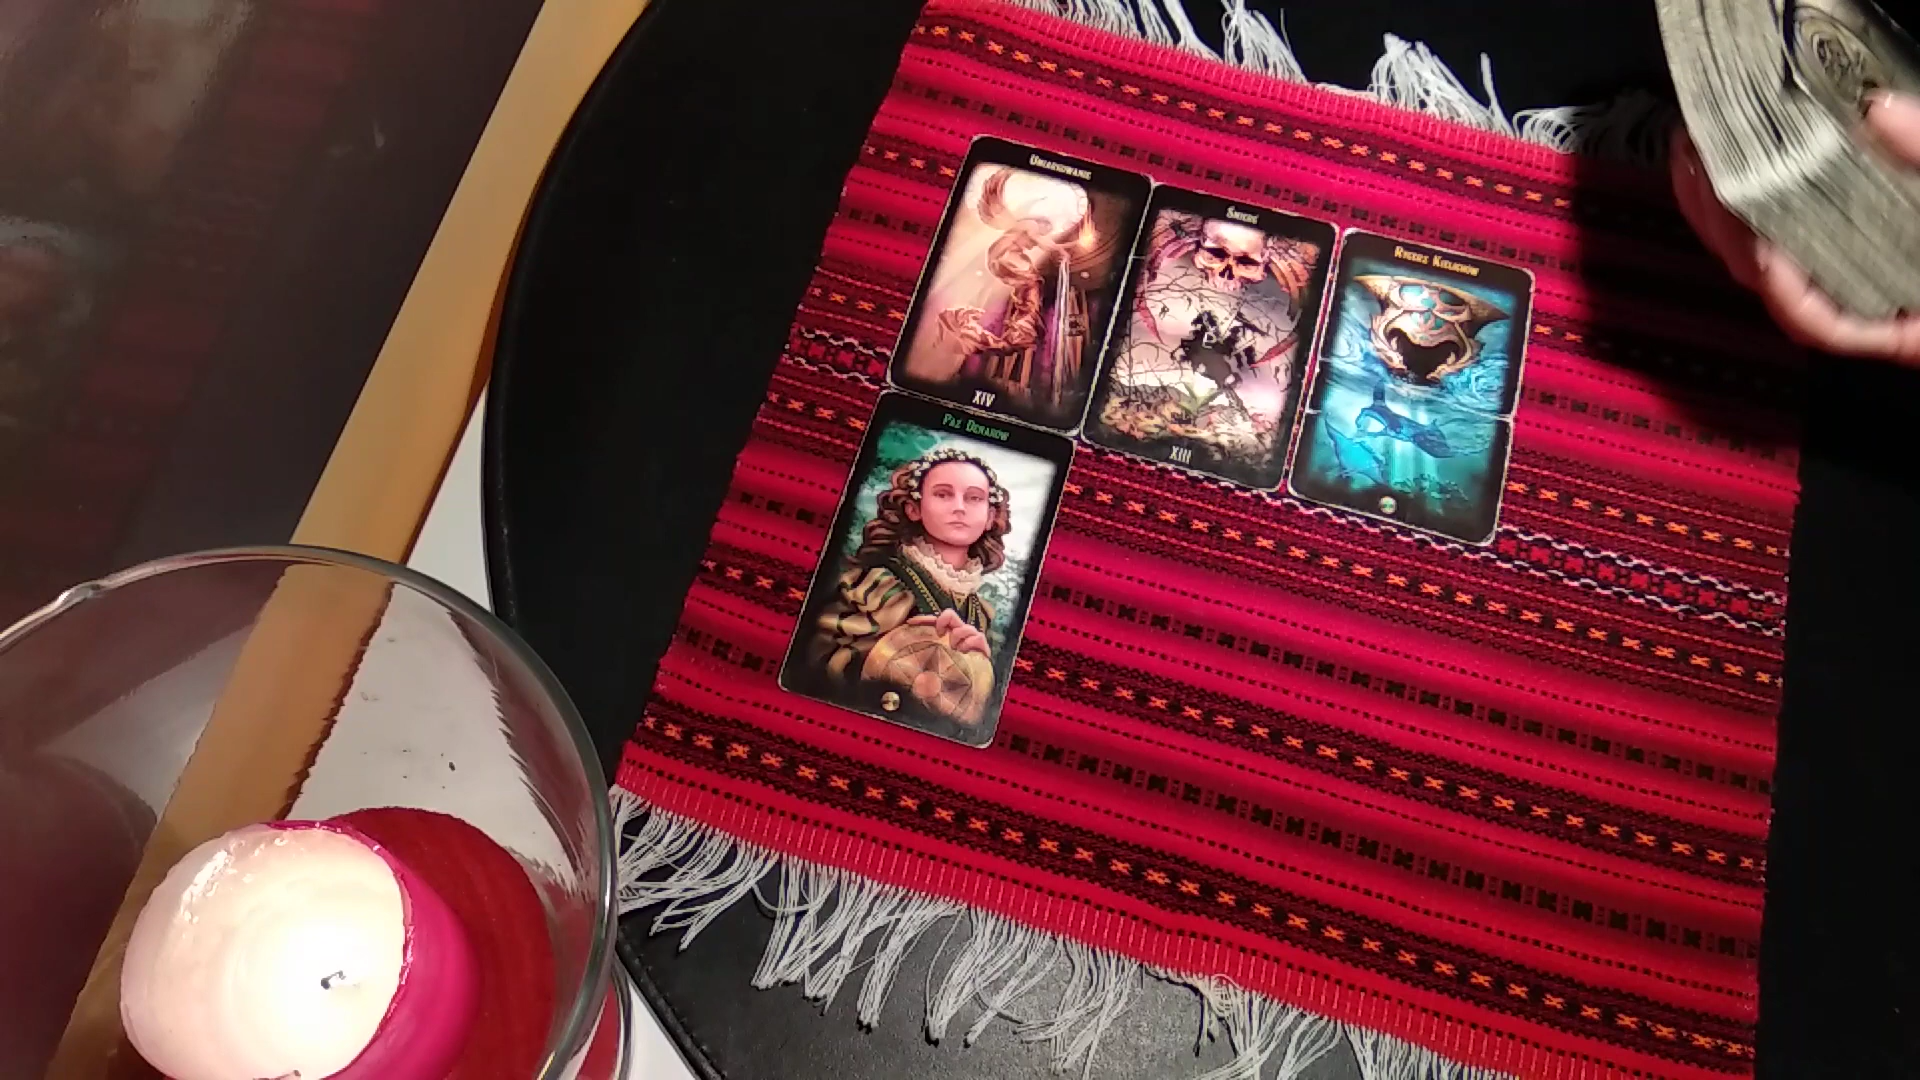 UMIARKOWANIE
XIV
ŚMIERĆ
XIII
RYCERZ KIELICHÓW
PAŹ DENARÓW